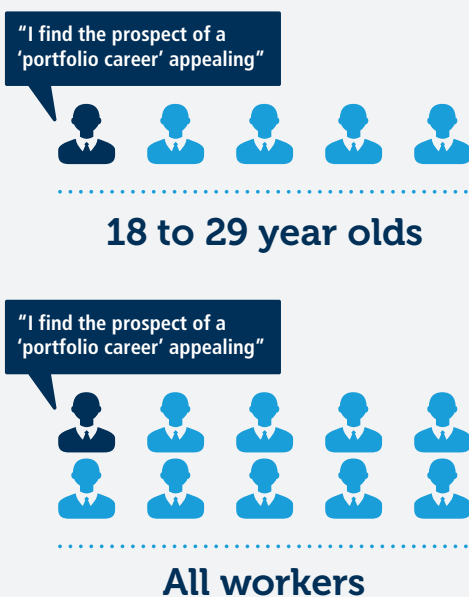 “I find the prospect of a
‘portfolio career’ appealing”
18 to 29 year olds
“I find the prospect of a
‘portfolio career’ appealing”
All workers